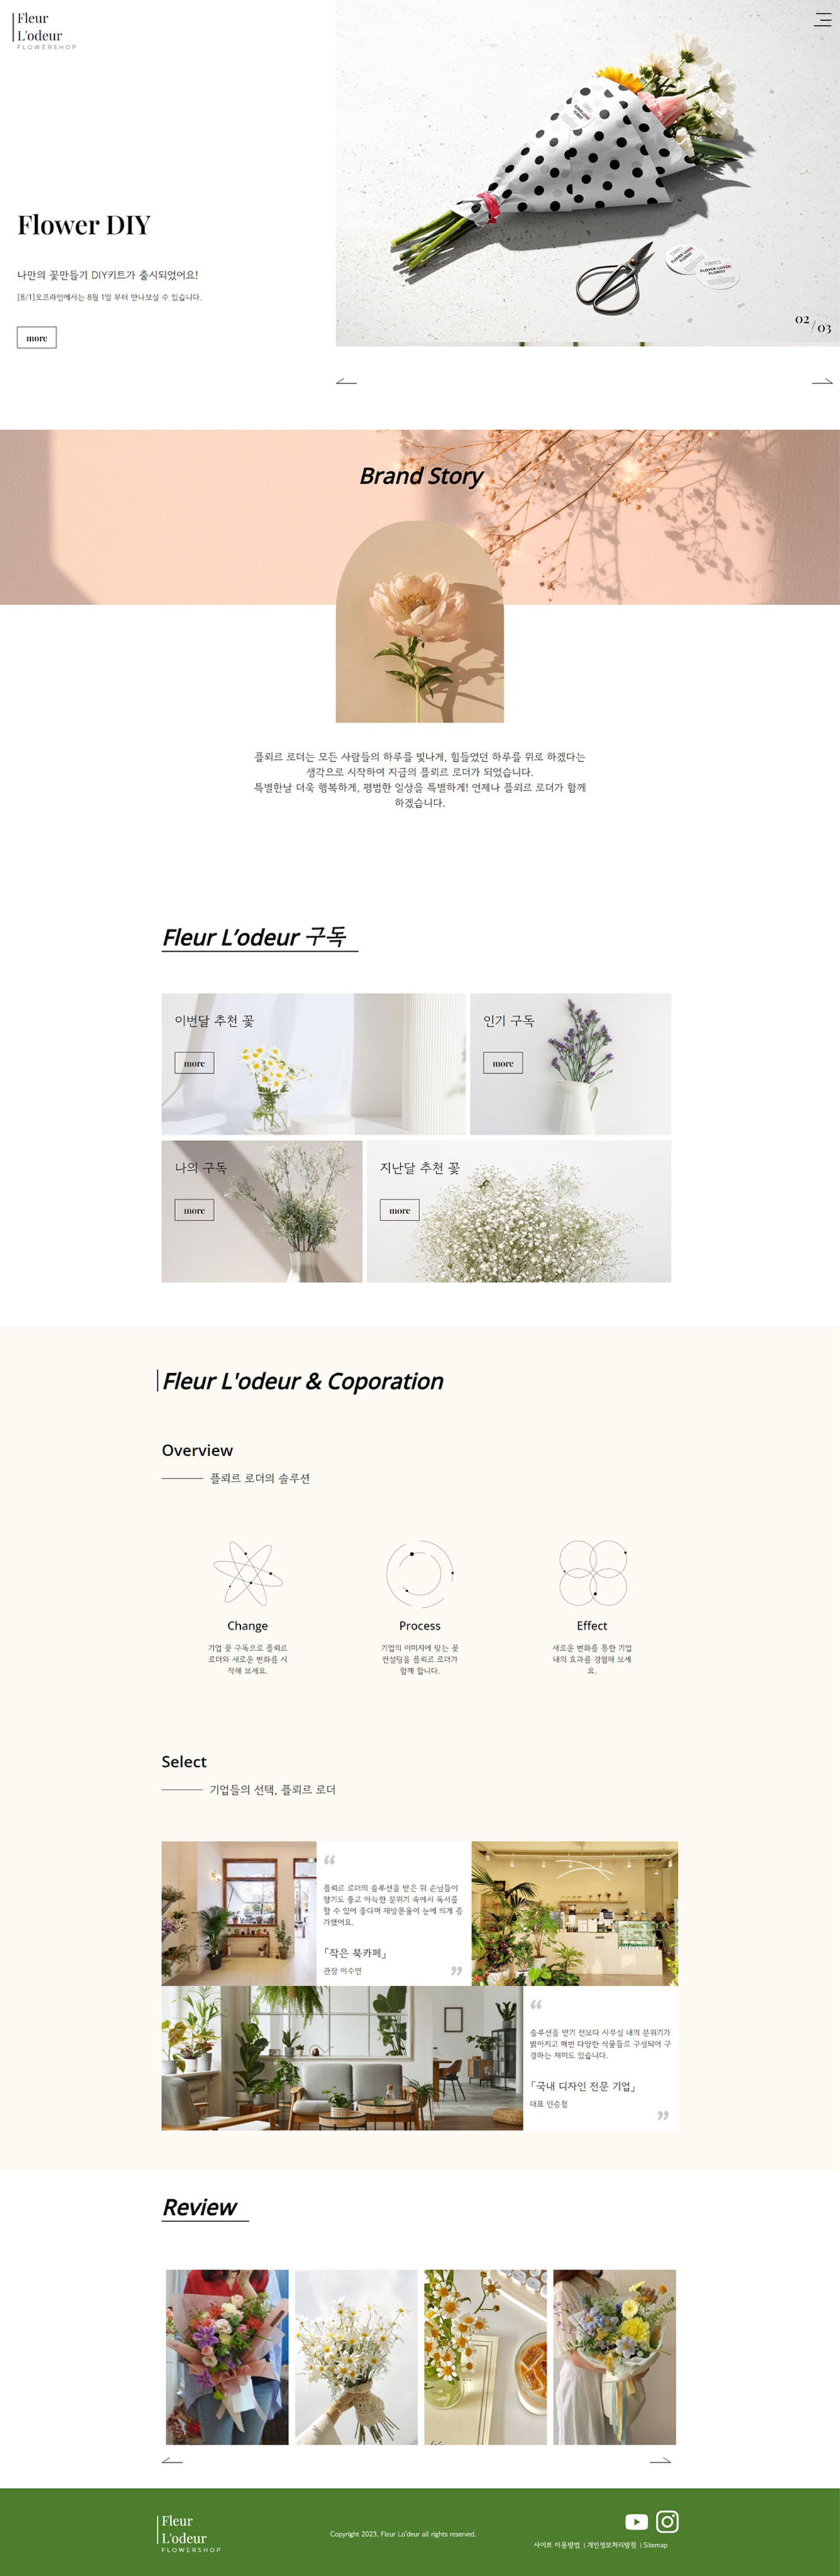 Fleur
L'odeur
FLOWERSHOP
Flower DIY
나만의 꽃만들기 DIY키트가 출시되었어요!
[8/1]오프라인에서는 8월 1일 부터 만나보실 수 있습니다.
more
02/03
Brand Story
플뢰르 로더는 모든 사람들의 하루를 빛나게, 힘들었던 하루를 위로 하겠다는
생각으로 시작하여 지금의 플뢰르 로더가 되었습니다.
특별한날 더욱 행복하게, 평범한 일상을 특별하게! 언제나 플뢰르 로더가 함께
하겠습니다.
Fleur L’odeur 구독
이번달 추천 꽃
more
인기 구독
more
나의 구독
more
지난달 추천 꽃
more
Fleur L'odeur & Coporation
Overview
플뢰르 로더의 솔루션
Change
기업 꽃 구독으로 플뢰르
로더와 새로운 변화를 시
작해 보세요.
Process
기업의 이미지에 맞는 꽃
컨설팅을 플뢰르 로더가
함께 합니다.
Effect
새로운 변화를 통한 기업
내의 효과를 경험해 보세
요.
Select
기업들의 선택, 플뢰르 로더
“
플뢰르 로더의 솔루션을 받은 뒤 손님들이
향기도 좋고 아늑한 분위기 속에서 독서를
할 수 있어 좋다며 재방문율이 눈에 띄게 증
가했어요.
「작은 북카페」
관장 이수연
”
“
솔루션을 받기 전보다 사무실 내의 분위기가
밝아지고 매번 다양한 식물들로 구성되어 구
경하는 재미도 있습니다.
「국내 디자인 전문 기업」
대표 민승철
”
Review
Fleur
L'odeur
FLOWERSHOP
Copyright 2023. Fleur Lo'deur all rights reserved.
사이트 이용방법 | 개인정보처리방침 | Sitemap